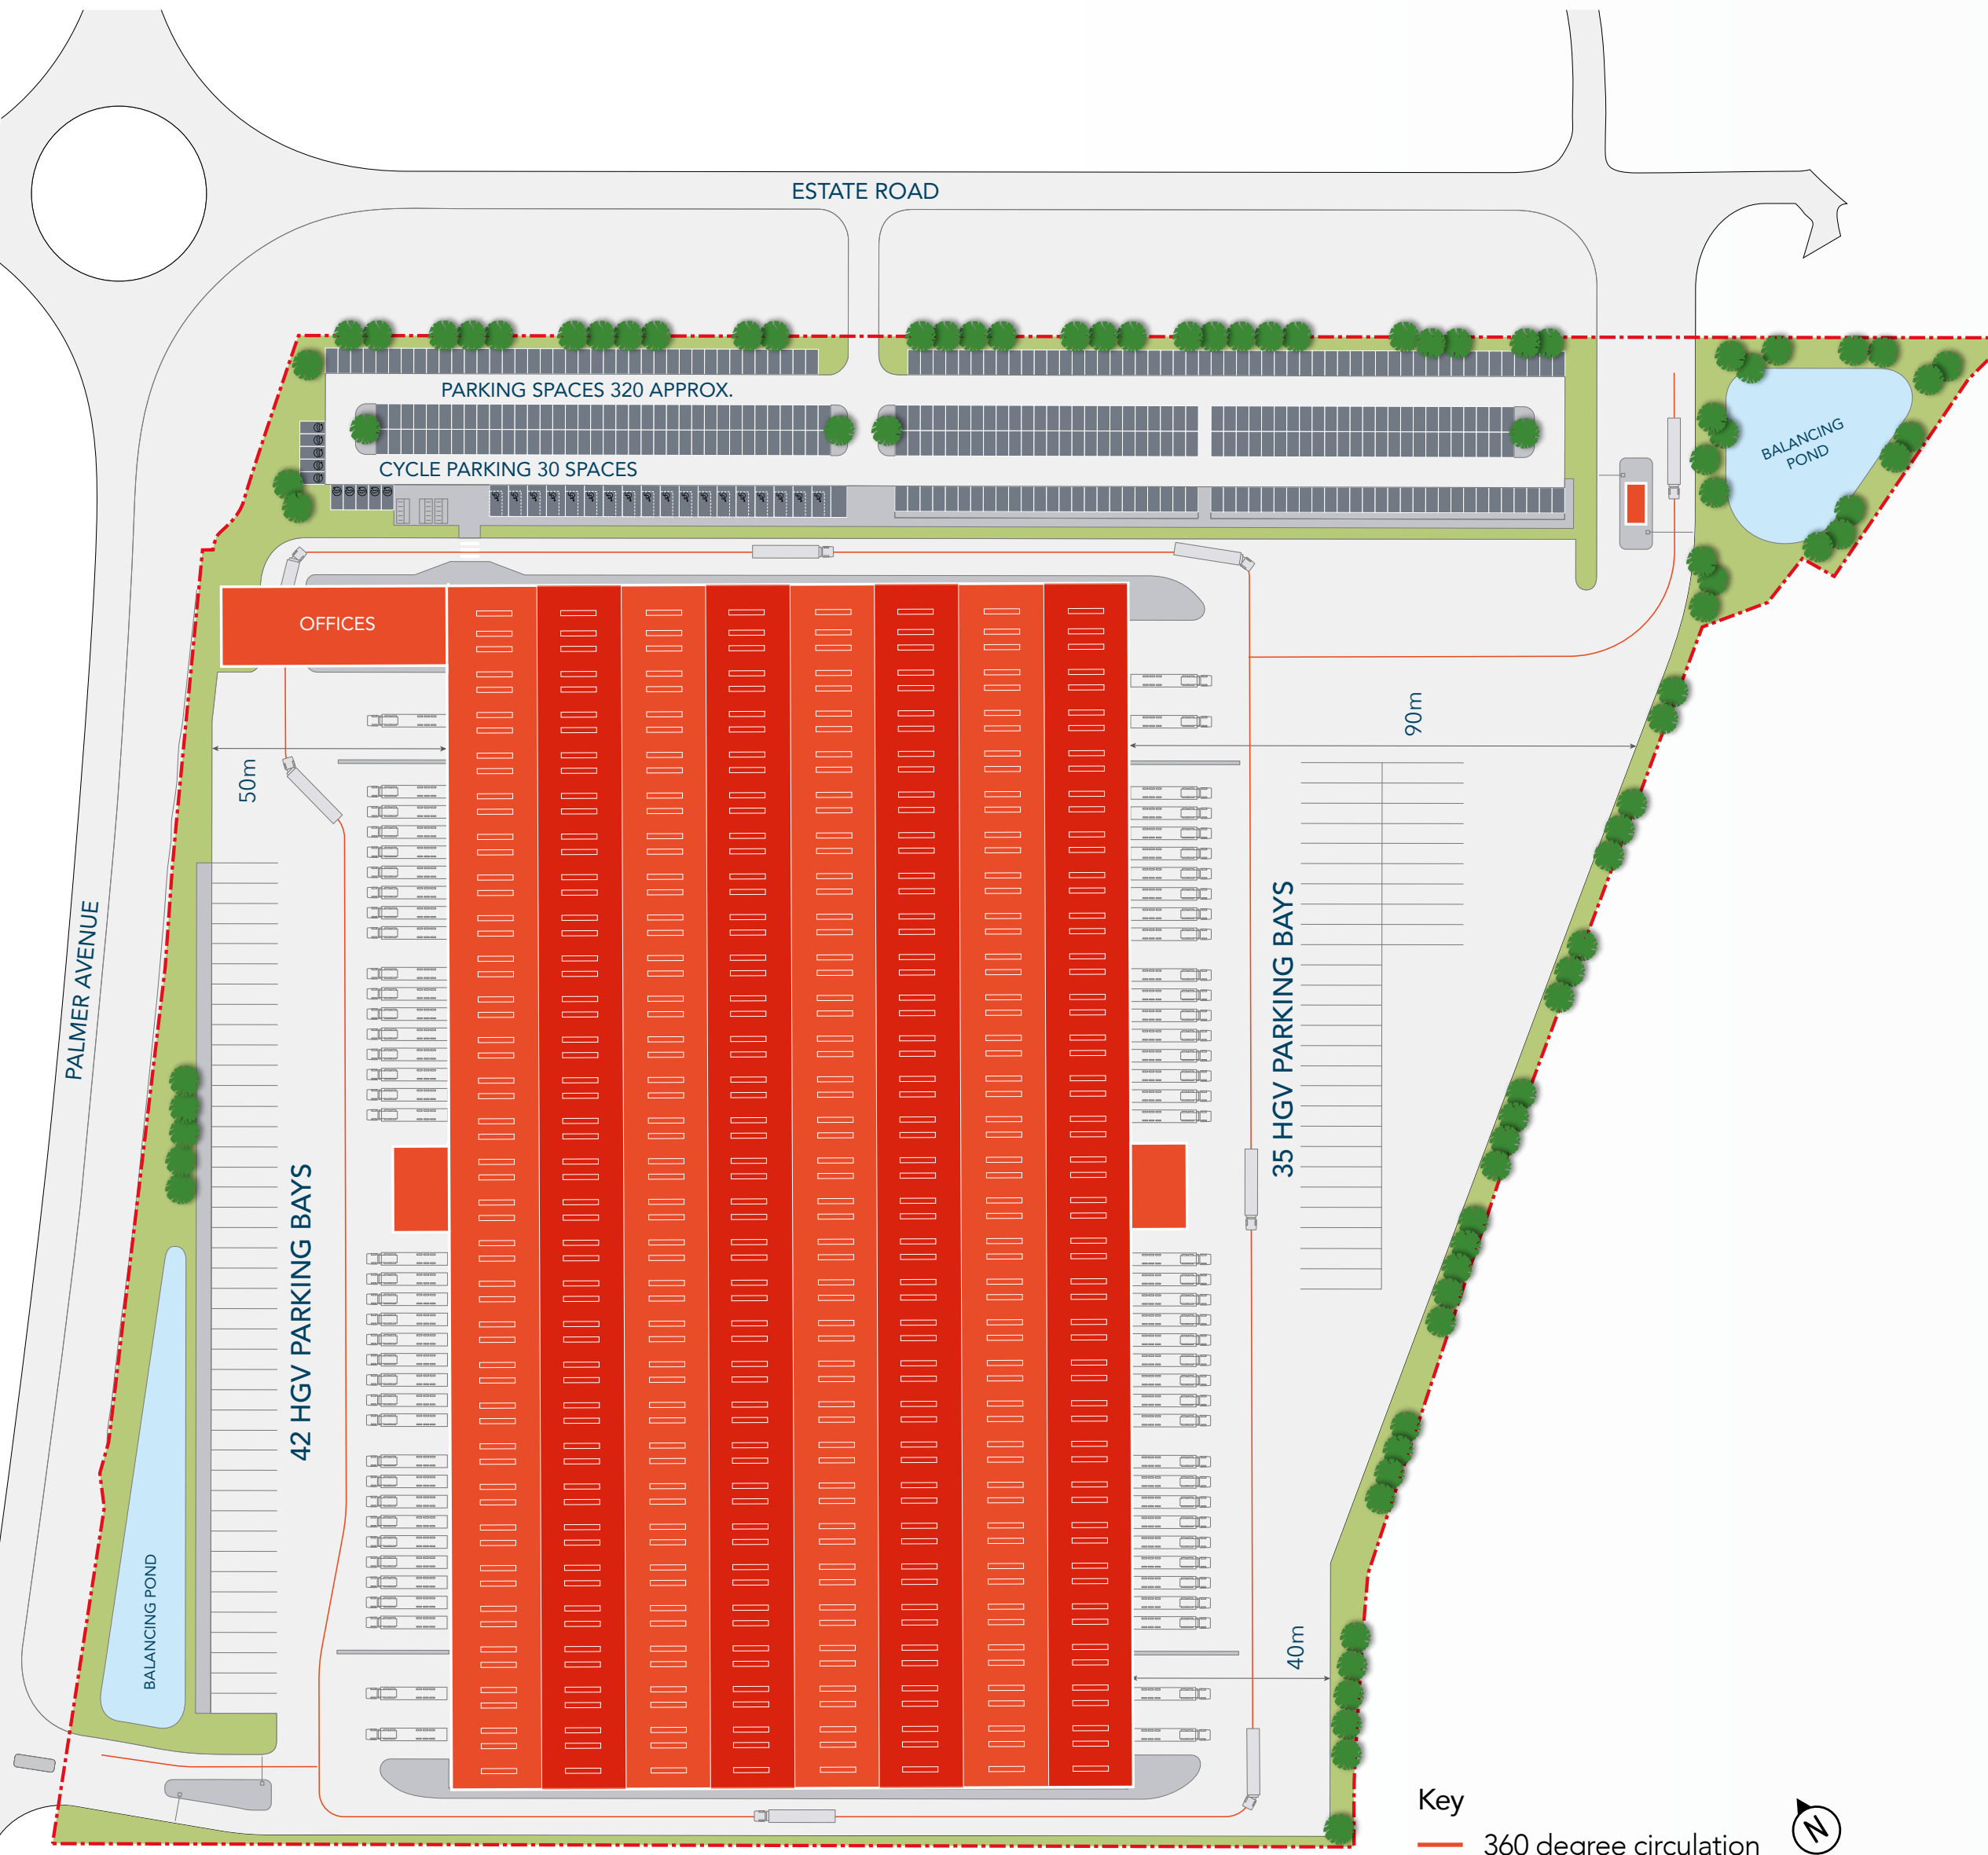 ESTATE ROAD
PARKING SPACES 320 APPROX.
CYCLE PARKING 30 SPACES
BALANCING
POND
OFFICES
90m
50m
PALMER AVENUE
35 HGV PARKING BAYS
42 HGV PARKING BAYS
BALANCING POND
40m
Key
360 degree circulation
N